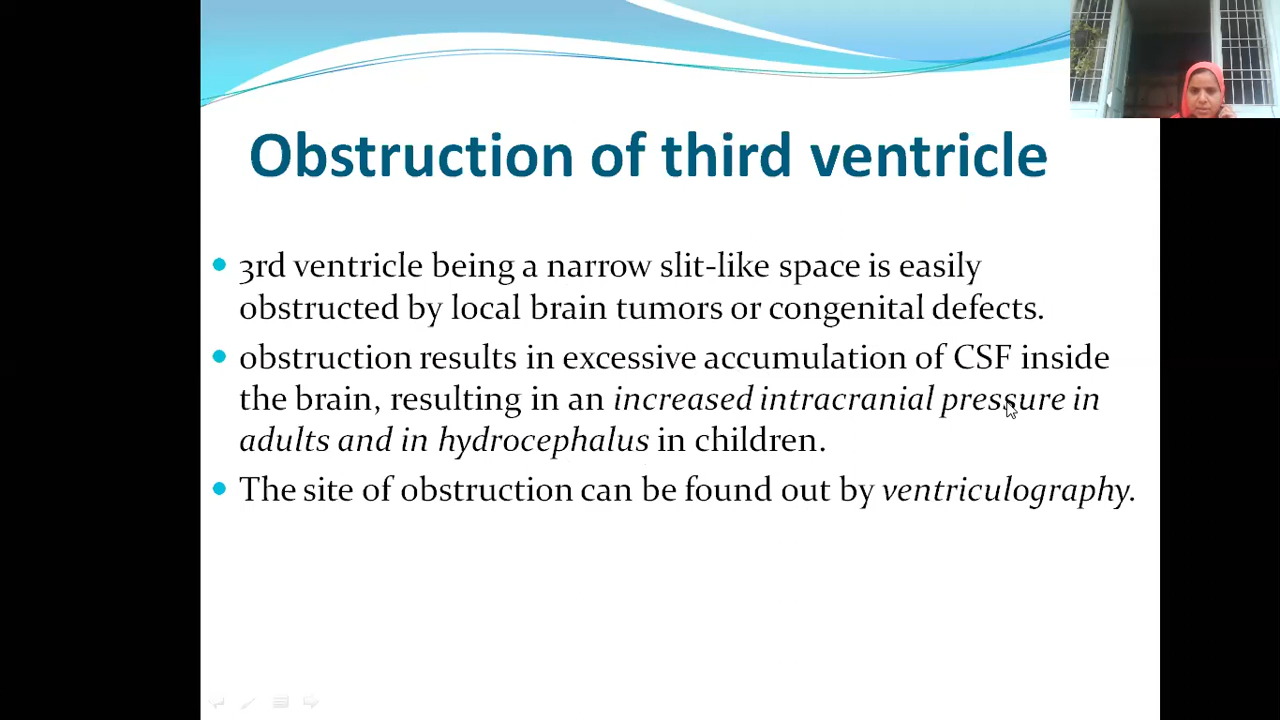 Obstruction of third ventricle
• 3rd ventricle being a narrow slit-like space is easily
obstructed by local brain tumors or congenital defects.
• obstruction results in excessive accumulation of CSF inside
the brain, resulting in an increased intracranial pressure in
adults and in hydrocephalus in children.
• The site of obstruction can be found out by ventriculography.